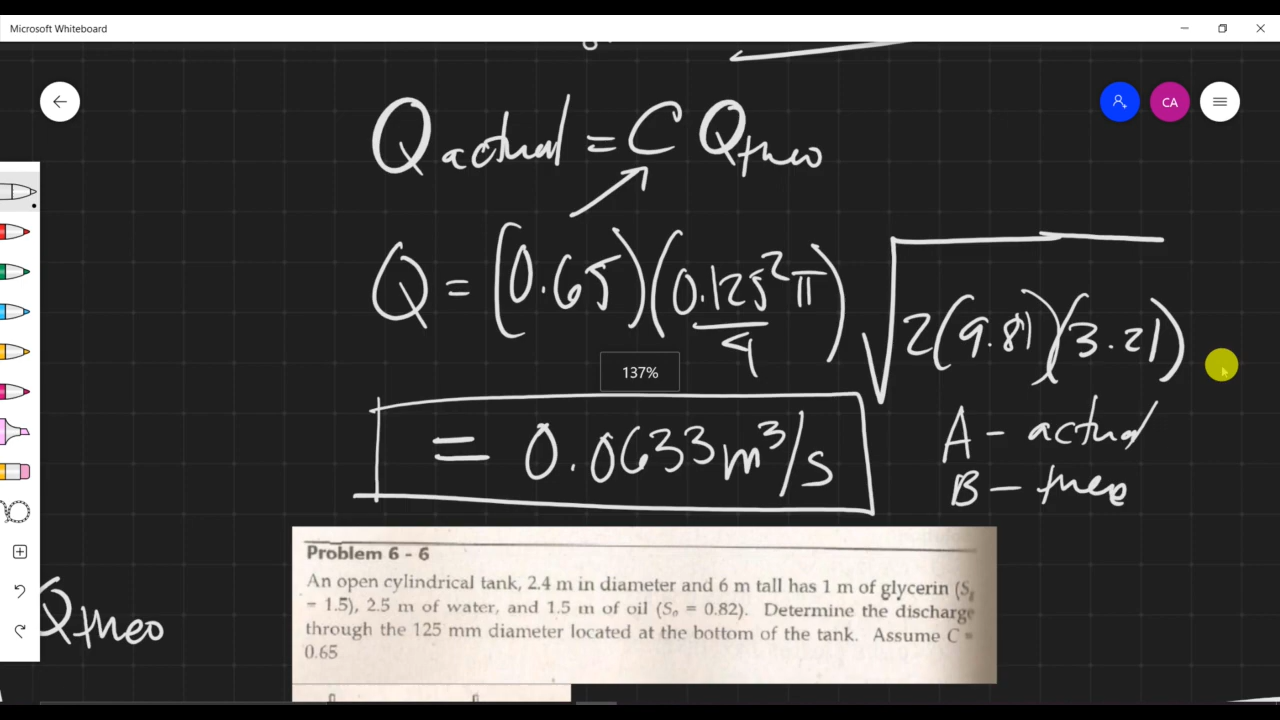 Microsoft Whiteboard
CA
Q actual = C Q theo
Q = (0.65)(0.125²π/4)√2(9.81)(3.21)
137%
= 0.0633 m³/s
A - actual
B - theo
Problem 6 - 6
An open cylindrical tank, 2.4 m in diameter and 6 m tall has 1 m of glycerin (Sg
= 1.5), 2.5 m of water, and 1.5 m of oil (So = 0.82). Determine the discharge
through the 125 mm diameter located at the bottom of the tank. Assume C =
0.65
Q theo